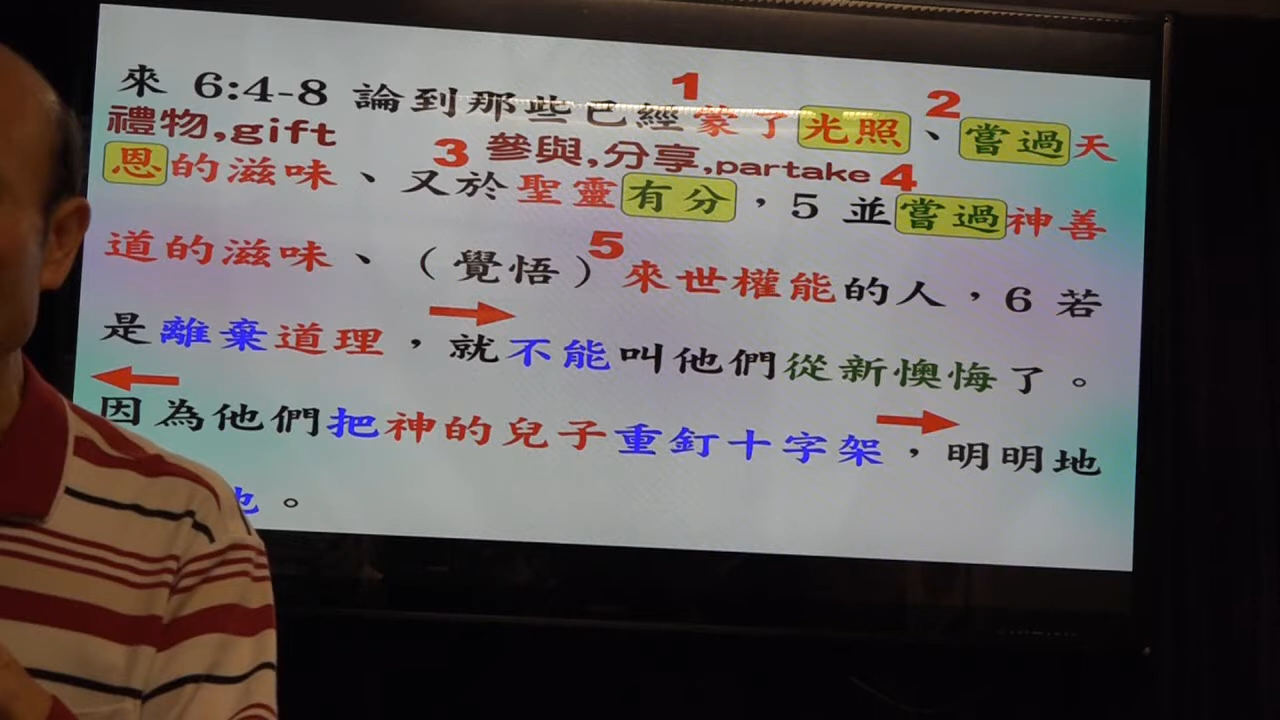 來 6:4-8 論到那些已經蒙了光照、嘗過天
1
2
禮物,gift
3 參與,分享,partake 4
恩的滋味、又於聖靈有分,5 並嘗過神善
5
道的滋味、(覺悟)來世權能的人,6 若
是離棄道理,就不能叫他們從新懊悔了。
因為他們把神的兒子重釘十字架,明明地
。